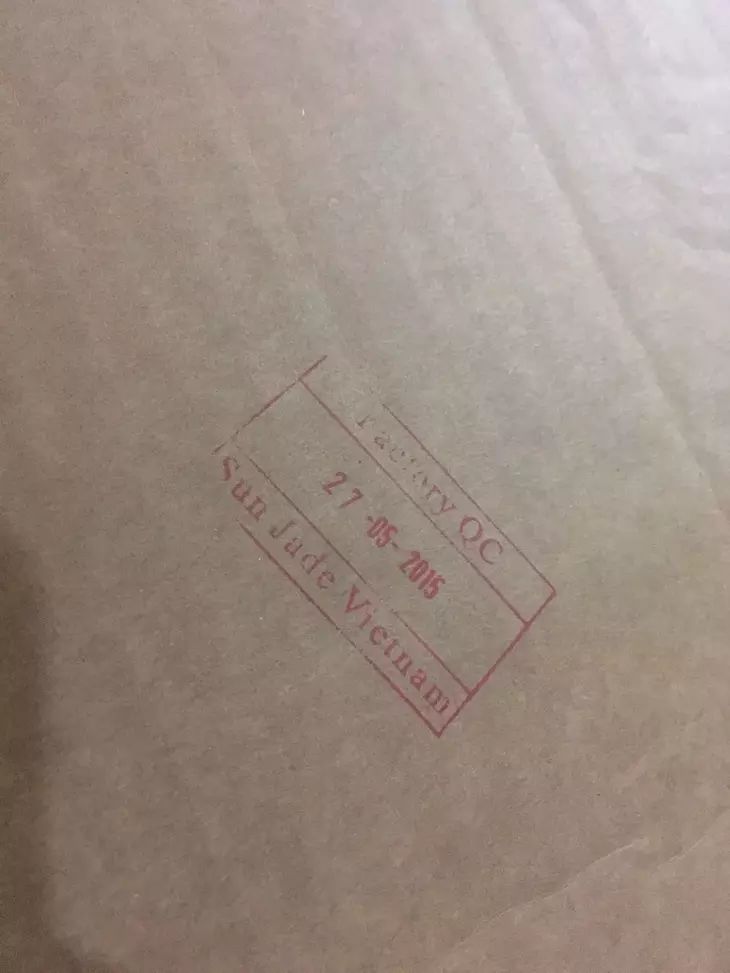 Factory QC
27-05-2015
Sun Jade Vietnam